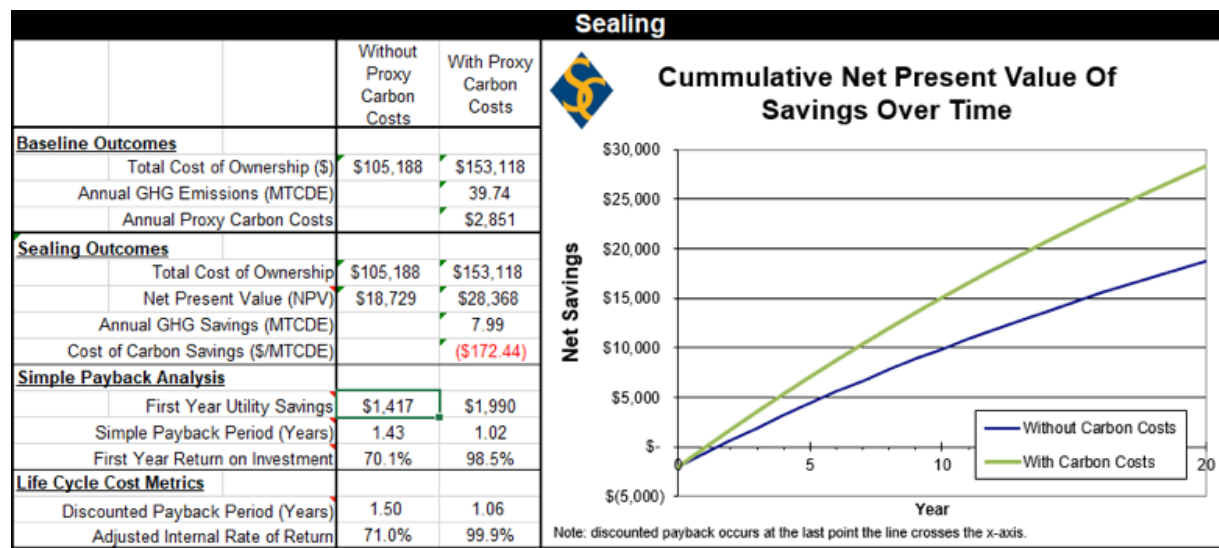 Sealing
Without Proxy Carbon Costs
With Proxy Carbon Costs
Baseline Outcomes
Total Cost of Ownership ($) $105,188 $153,118
Annual GHG Emissions (MTCDE) 39.74
Annual Proxy Carbon Costs $2,851
Sealing Outcomes
Total Cost of Ownership $105,188 $153,118
Net Present Value (NPV) $18,729 $28,368
Annual GHG Savings (MTCDE) 7.99
Cost of Carbon Savings ($/MTCDE) ($172.44)
Simple Payback Analysis
First Year Utility Savings $1,417 $1,990
Simple Payback Period (Years) 1.43 1.02
First Year Return on Investment 70.1% 98.5%
Life Cycle Cost Metrics
Discounted Payback Period (Years) 1.50 1.06
Adjusted Internal Rate of Return 71.0% 99.9%
SC
Cummulative Net Present Value Of
Savings Over Time
Net Savings
$30,000
$25,000
$20,000
$15,000
$10,000
$5,000
$-
$(5,000)
0 5 10 20
Without Carbon Costs
With Carbon Costs
Year
Note: discounted payback occurs at the last point the line crosses the x-axis.